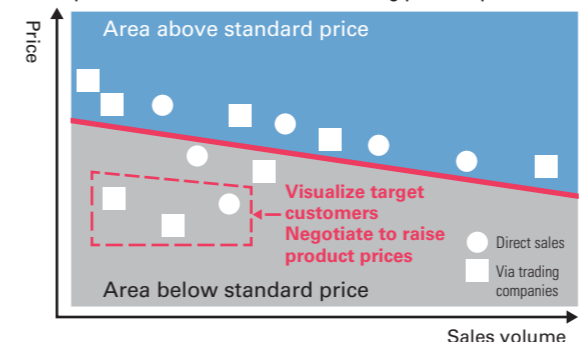 Price
Area above standard price
Visualize target
customers
Negotiate to raise
product prices
Direct sales
Via trading
companies
Area below standard price
Sales volume